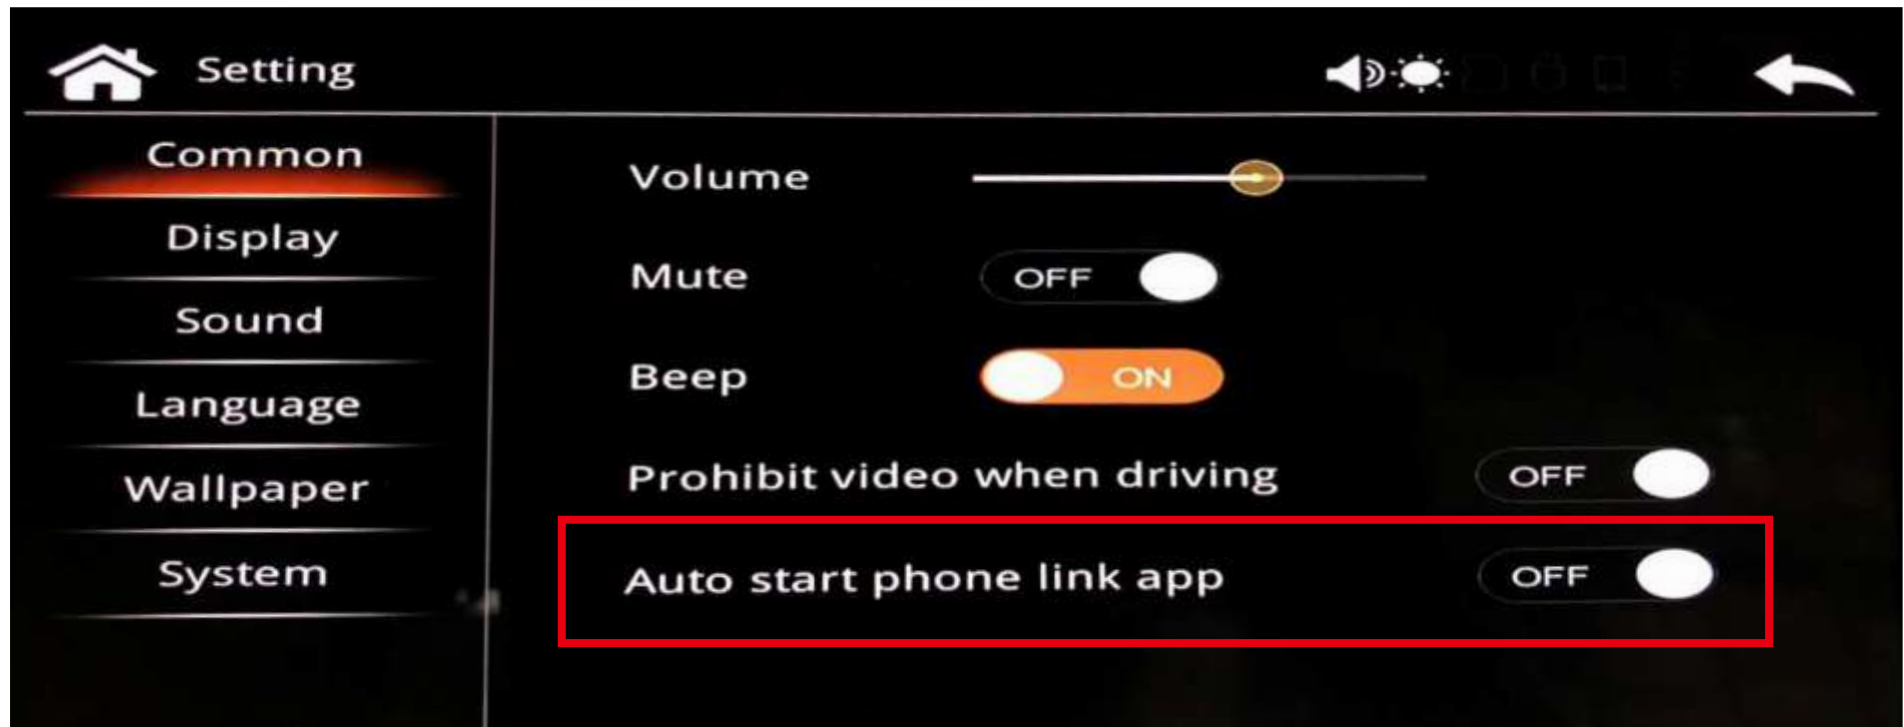 Setting
Common
Display
Sound
Language
Wallpaper
System
Volume
Mute OFF
Beep ON
Prohibit video when driving OFF
Auto start phone link app OFF